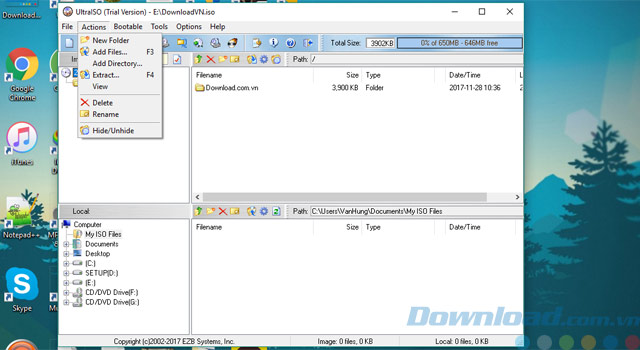 Download...
UltraISO (Trial Version) - E:\DownloadVN.iso
File Actions Bootable Tools Options Help
Total Size: 3902KB 0% of 650MB - 646MB free
New Folder
Add Files... F3
Add Directory...
Extract... F4
View
Delete
Rename
Hide/Unhide
Path: /
Filename Size Type Date/Time
Download.com.vn 3,900 KB Folder 2017-11-28 10:36
Google Chrome
iTunes
Notepad++
Skype
Local:
Path: C:\Users\VanHung\Documents\My ISO Files
Computer
My ISO Files
Documents
Desktop
(C:)
SETUP(D:)
(E:)
CD/DVD Drive(F:)
CD/DVD Drive(G:)
Filename Size Type Date/Time
Copyright (c)2002-2017 EZB Systems, Inc. Image: 0 files, 0 KB Local: 0 files, 0 KB
Download.com.vn